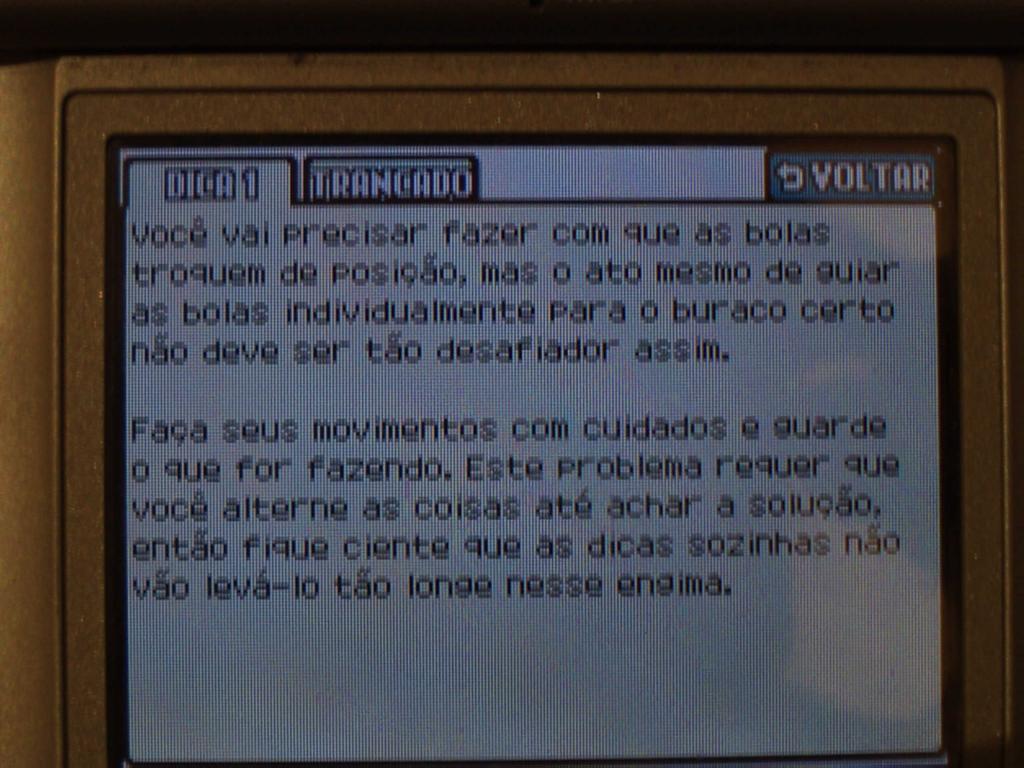 DICA 1
TRANCADO
VOLTAR
Você vai precisar fazer com que as bolas
troquem de posição, mas o ato mesmo de guiar
as bolas individualmente para o buraco certo
não deve ser tão desafiador assim.
Faça seus movimentos com cuidados e guarde
o que for fazendo. Este problema requer que
você alterne as coisas até achar a solução,
então fique ciente que as dicas sozinhas não
vão levá-lo tão longe nesse engima.